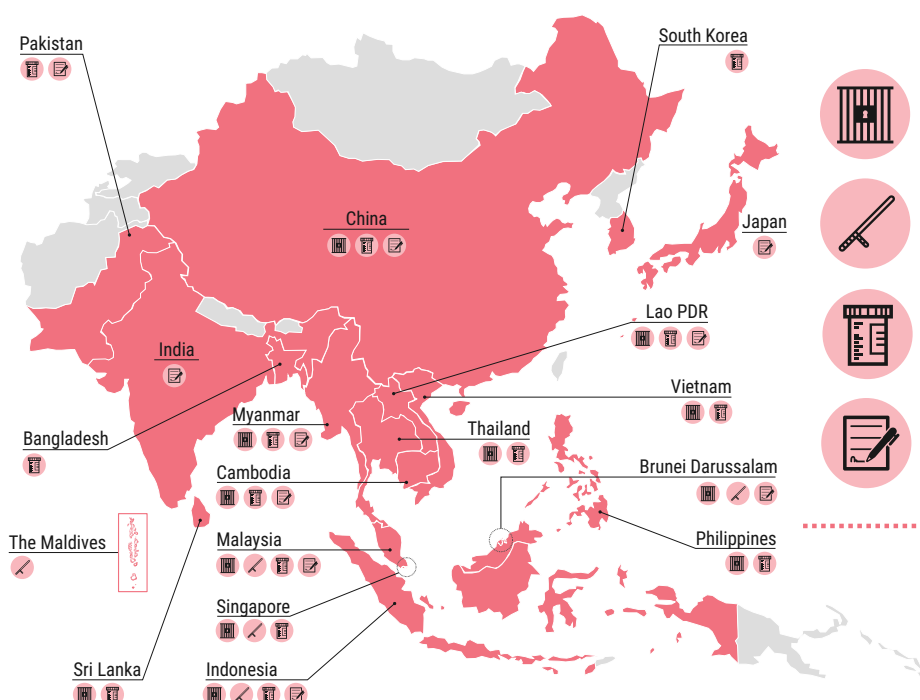 Pakistan
South Korea
China
Japan
Lao PDR
India
Vietnam
Myanmar
Thailand
Bangladesh
Brunei Darussalam
Cambodia
The Maldives
Malaysia
Philippines
Singapore
Sri Lanka
Indonesia